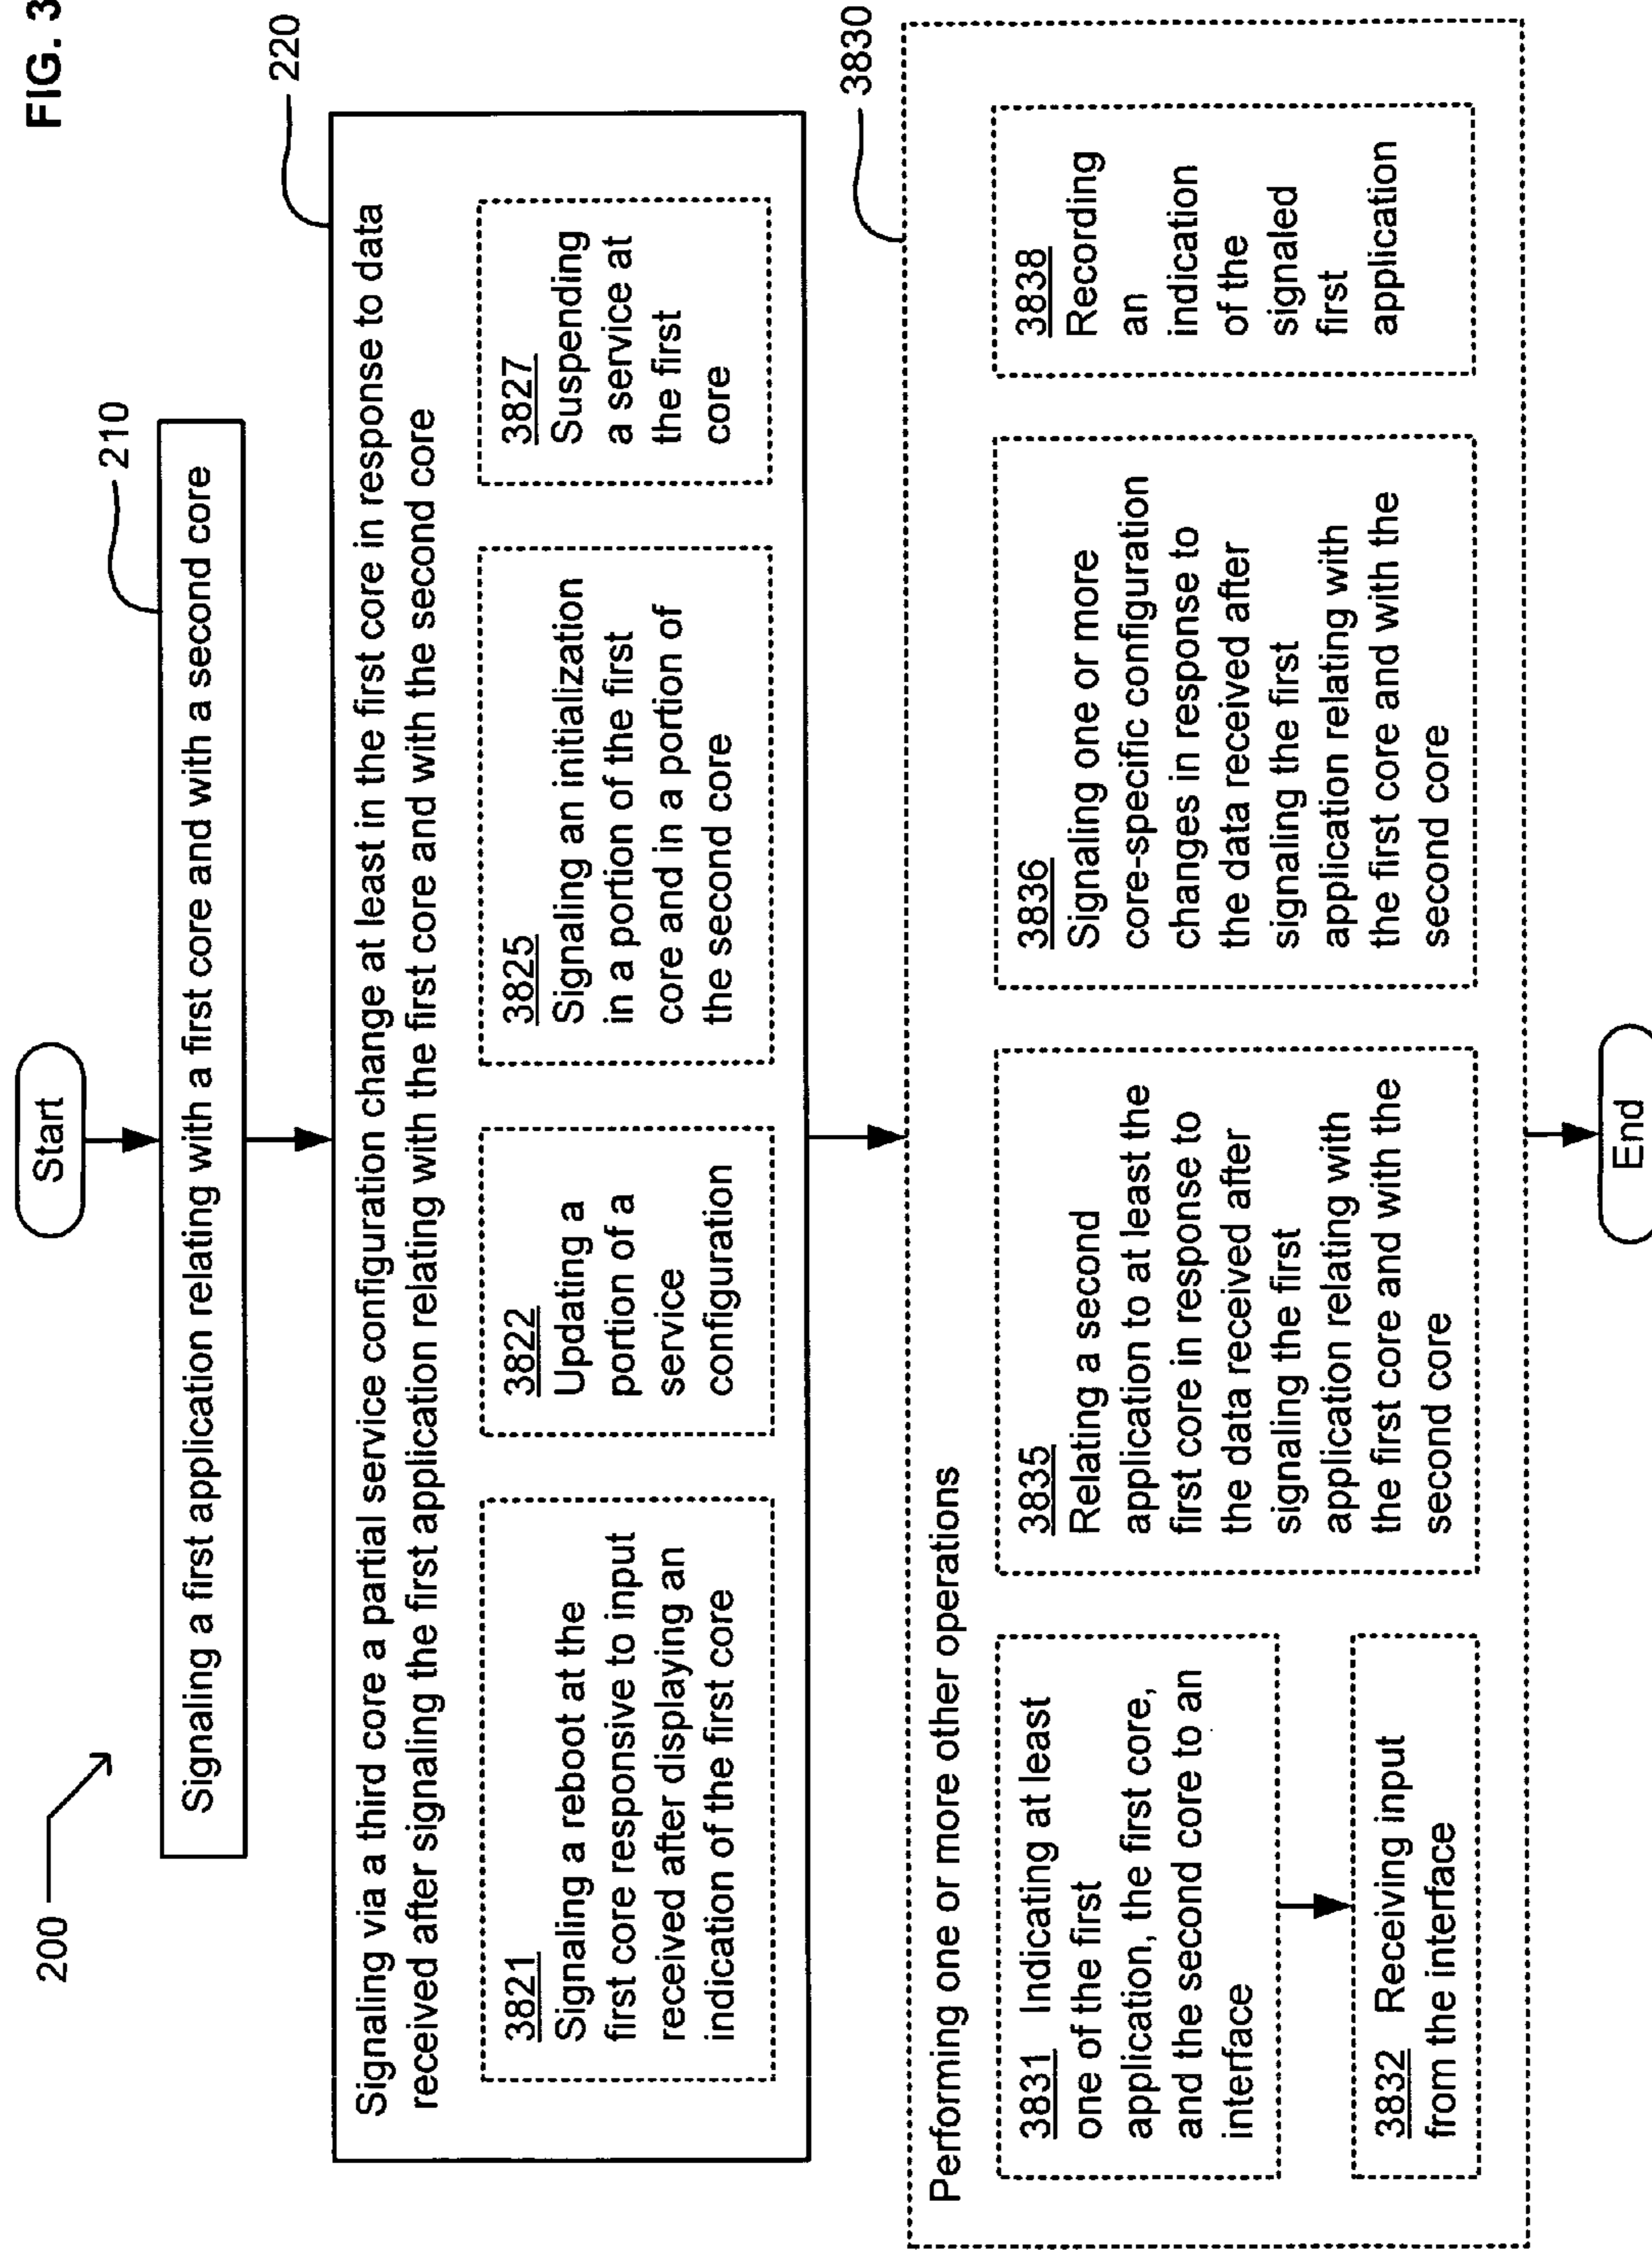 FIG. 3
200
Start
210
Signaling a first application relating with a first core and with a second core
220
Signaling via a third core a partial service configuration change at least in the first core in response to data
received after signaling the first application relating with the first core and with the second core
3821
Signaling a reboot at the
first core responsive to input
received after displaying an
indication of the first core
3822
Updating a
portion of a
service
configuration
3825
Signaling an initialization
in a portion of the first
core and in a portion of
the second core
3827
Suspending
a service at
the first
core
3830
Performing one or more other operations
3831 Indicating at least
one of the first
application, the first core,
and the second core to an
interface
3832 Receiving input
from the interface
3835
Relating a second
application to at least the
first core in response to
the data received after
signaling the first
application relating with
the first core and with the
second core
3836
Signaling one or more
core-specific configuration
changes in response to
the data received after
signaling the first
application relating with
the first core and with the
second core
3838
Recording
an
indication
of the
signaled
first
application
End